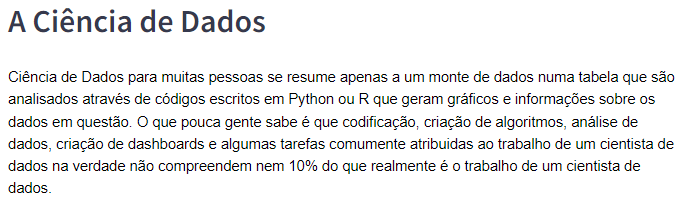 A Ciência de Dados
Ciência de Dados para muitas pessoas se resume apenas a um monte de dados numa tabela que são
analisados através de códigos escritos em Python ou R que geram gráficos e informações sobre os
dados em questão. O que pouca gente sabe é que codificação, criação de algoritmos, análise de
dados, criação de dashboards e algumas tarefas comumente atribuidas ao trabalho de um cientista de
dados na verdade não compreendem nem 10% do que realmente é o trabalho de um cientista de
dados.